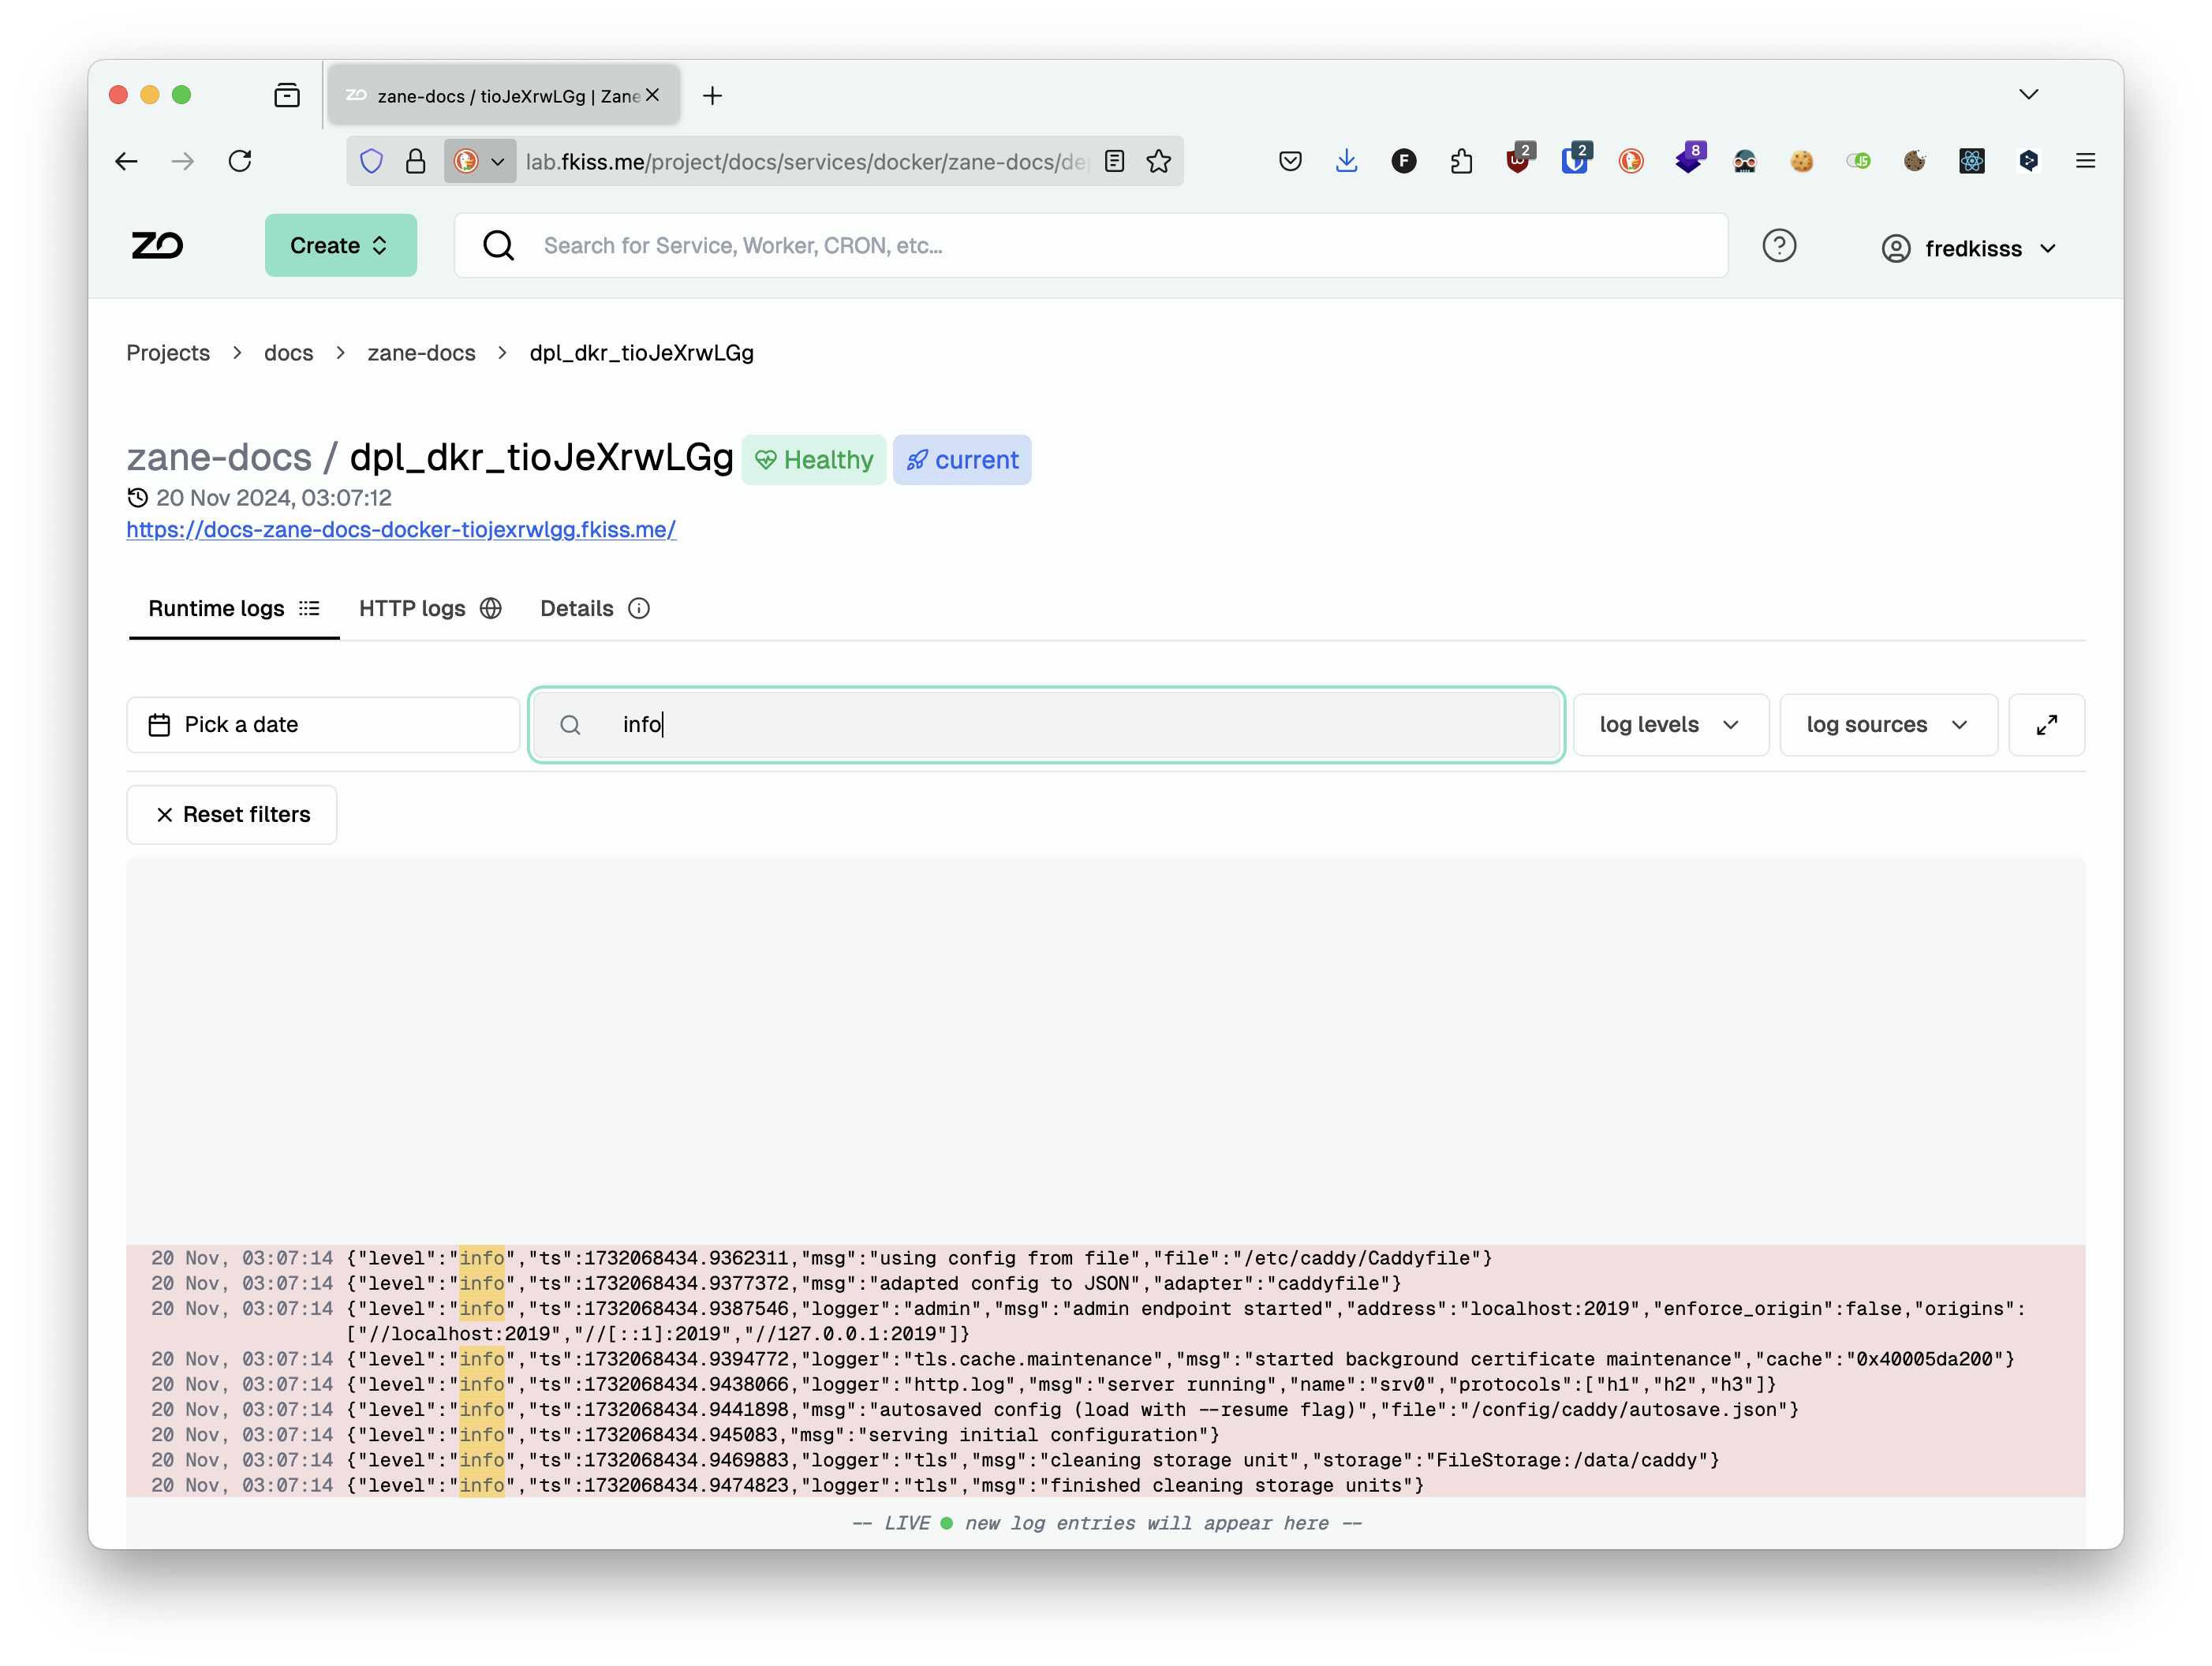 zane-docs / tioJeXrwLGg | Zane
lab.fkiss.me/project/docs/services/docker/zane-docs/de
2
2
8
Create
Search for Service, Worker, CRON, etc...
fredkisss
Projects > docs > zane-docs > dpl_dkr_tioJeXrwLGg
zane-docs / dpl_dkr_tioJeXrwLGg Healthy current
20 Nov 2024, 03:07:12
https://docs-zane-docs-docker-tiojexrwlgg.fkiss.me/
Runtime logs HTTP logs Details
Pick a date info log levels log sources
Reset filters
20 Nov, 03:07:14 {"level":"info","ts":1732068434.9362311,"msg":"using config from file","file":"/etc/caddy/Caddyfile"}
20 Nov, 03:07:14 {"level":"info","ts":1732068434.9377372,"msg":"adapted config to JSON","adapter":"caddyfile"}
20 Nov, 03:07:14 {"level":"info","ts":1732068434.9387546,"logger":"admin","msg":"admin endpoint started","address":"localhost:2019","enforce_origin":false,"origins":
["//localhost:2019","//[::1]:2019","//127.0.0.1:2019"]}
20 Nov, 03:07:14 {"level":"info","ts":1732068434.9394772,"logger":"tls.cache.maintenance","msg":"started background certificate maintenance","cache":"0x40005da200"}
20 Nov, 03:07:14 {"level":"info","ts":1732068434.9438066,"logger":"http.log","msg":"server running","name":"srv0","protocols":["h1","h2","h3"]}
20 Nov, 03:07:14 {"level":"info","ts":1732068434.9441898,"msg":"autosaved config (load with --resume flag)","file":"/config/caddy/autosave.json"}
20 Nov, 03:07:14 {"level":"info","ts":1732068434.945083,"msg":"serving initial configuration"}
20 Nov, 03:07:14 {"level":"info","ts":1732068434.9469883,"logger":"tls","msg":"cleaning storage unit","storage":"FileStorage:/data/caddy"}
20 Nov, 03:07:14 {"level":"info","ts":1732068434.9474823,"logger":"tls","msg":"finished cleaning storage units"}
-- LIVE new log entries will appear here --